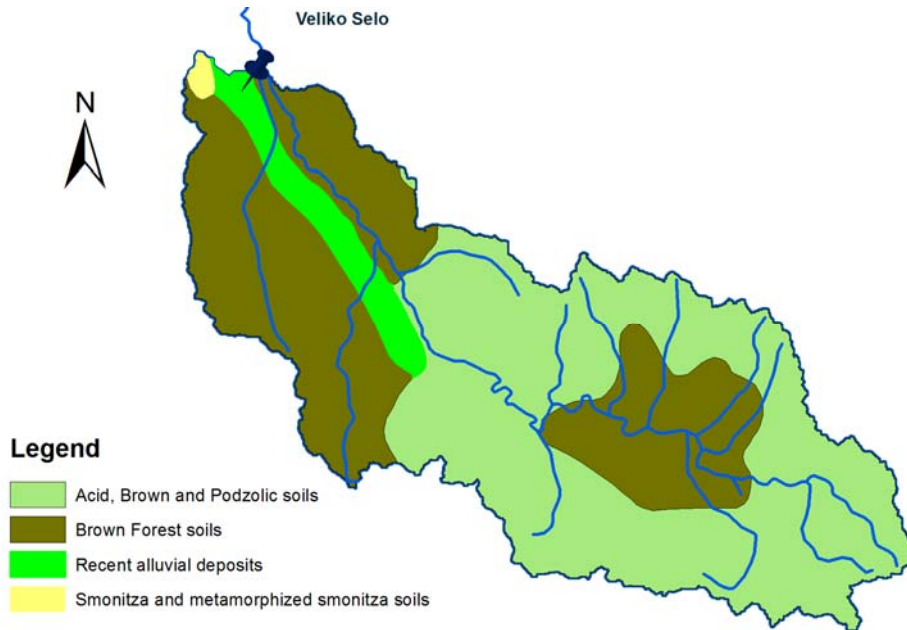 Veliko Selo
N
Legend
Acid, Brown and Podzolic soils
Brown Forest soils
Recent alluvial deposits
Smonitza and metamorphized smonitza soils